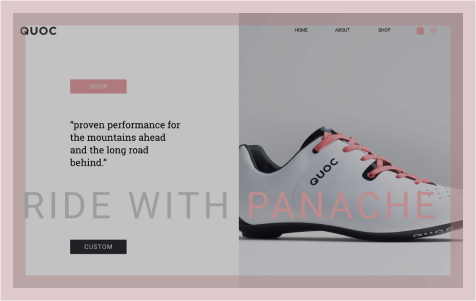 QUOC
HOME ABOUT SHOP
SHOP
"proven performance for
the mountains ahead
and the long road
behind."
QUOC
RIDE WITH PANACHE
QUOC
CUSTOM